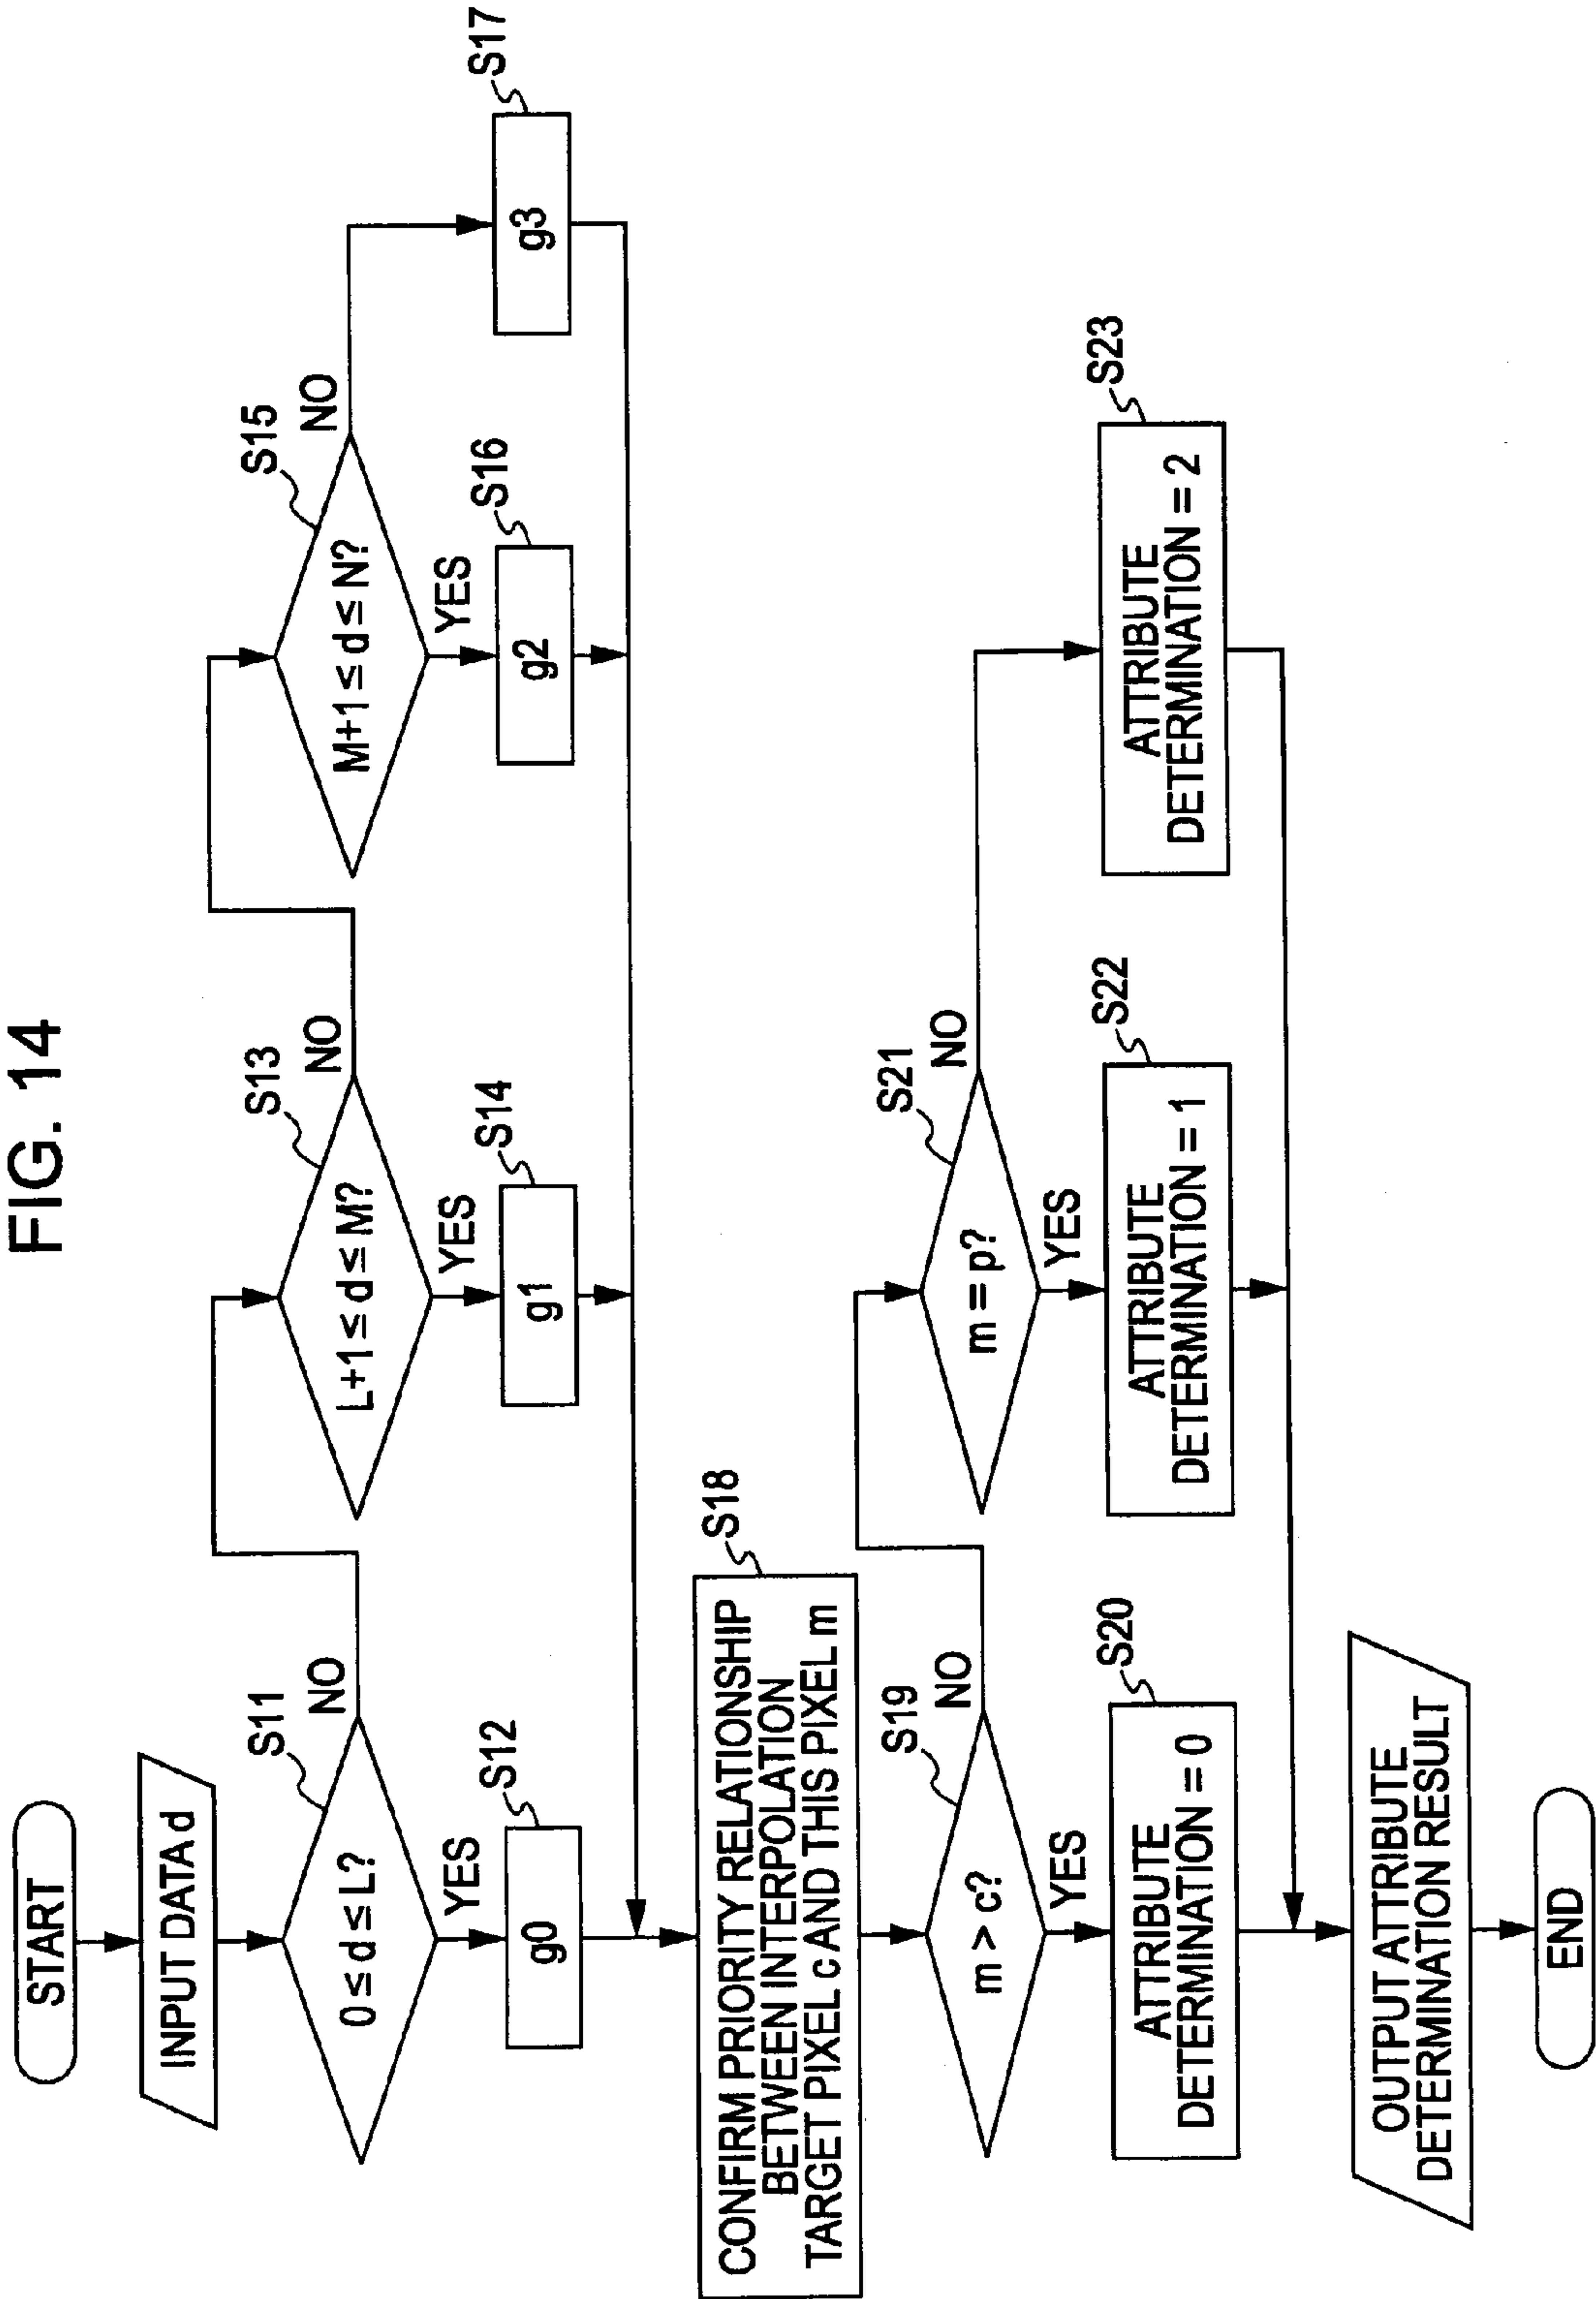 FIG. 14
START
INPUT DATA d
S11
0 ≤ d ≤ L?
NO
YES
S12
g0
S13
L+1 ≤ d ≤ M?
NO
YES
S14
g1
S15
M+1 ≤ d ≤ N?
NO
YES
S16
g2
S17
g3
S18
CONFIRM PRIORITY RELATIONSHIP
BETWEEN INTERPOLATION
TARGET PIXEL c AND THIS PIXEL m
S19
m > c?
NO
YES
S20
ATTRIBUTE
DETERMINATION = 0
S21
m = p?
NO
YES
S22
ATTRIBUTE
DETERMINATION = 1
S23
ATTRIBUTE
DETERMINATION = 2
OUTPUT ATTRIBUTE
DETERMINATION RESULT
END